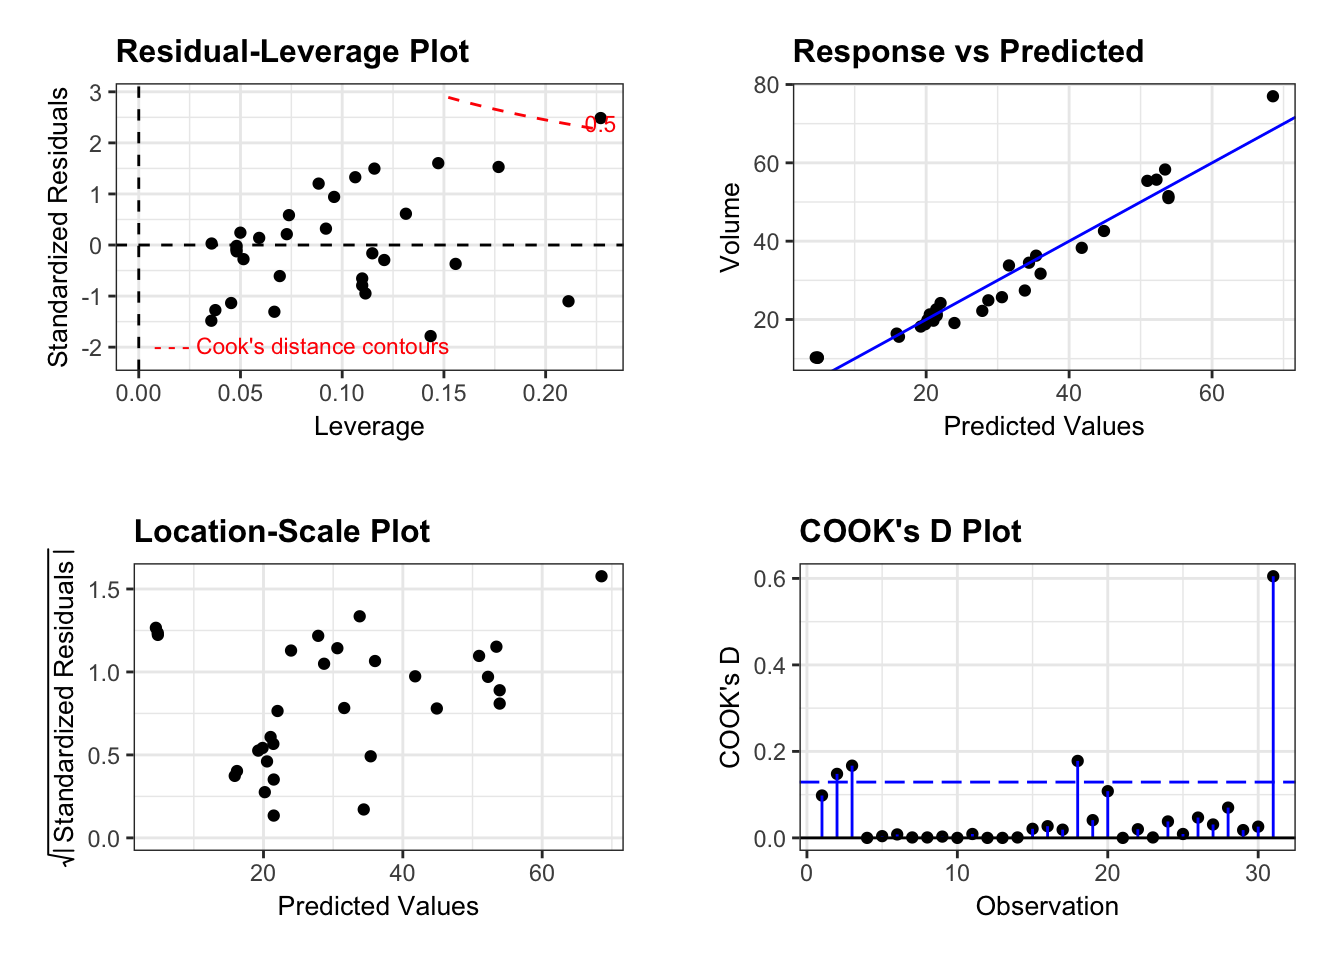 Residual-Leverage Plot
Standardized Residuals
3
2
1
0
-1
-2
0.5
Cook's distance contours
0.00 0.05 0.10 0.15 0.20
Leverage
Response vs Predicted
Volume
80
60
40
20
20 40 60
Predicted Values
Location-Scale Plot
√| Standardized Residuals |
1.5
1.0
0.5
0.0
20 40 60
Predicted Values
COOK's D Plot
COOK's D
0.6
0.4
0.2
0.0
0 10 20 30
Observation